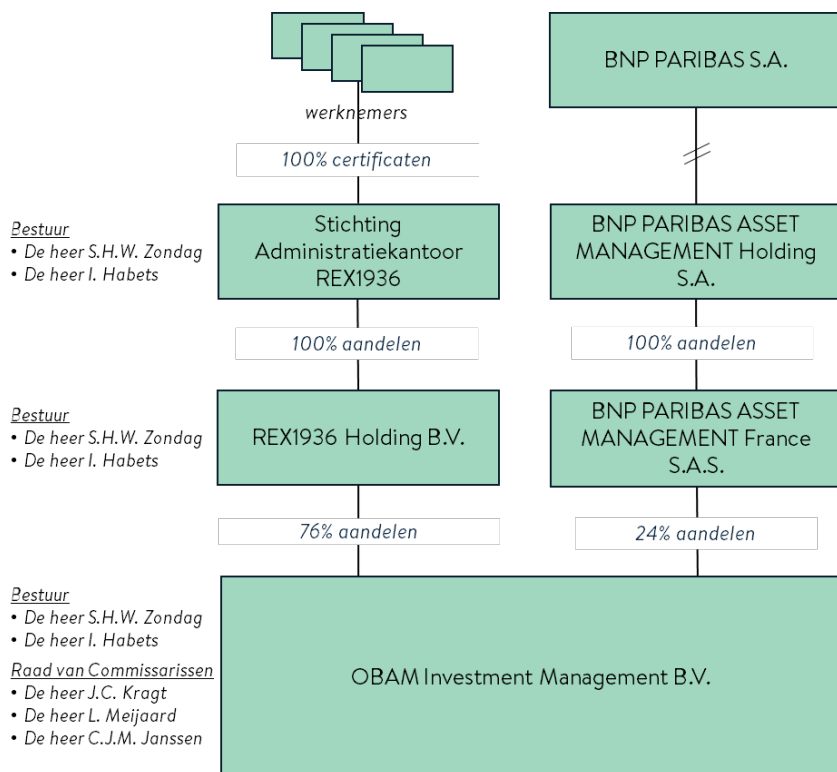 BNP PARIBAS S.A.
werknemers
100% certificaten
Bestuur
• De heer S.H.W. Zondag
• De heer I. Habets
Stichting
Administratiekantoor
REX1936
BNP PARIBAS ASSET
MANAGEMENT Holding
S.A.
100% aandelen
100% aandelen
Bestuur
• De heer S.H.W. Zondag
• De heer I. Habets
REX1936 Holding B.V.
BNP PARIBAS ASSET
MANAGEMENT France
S.A.S.
76% aandelen
24% aandelen
Bestuur
• De heer S.H.W. Zondag
• De heer I. Habets
Raad van Commissarissen
• De heer J.C. Kragt
• De heer L. Meijaard
• De heer C.J.M. Janssen
OBAM Investment Management B.V.